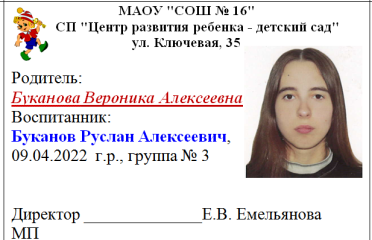 МАОУ "СОШ № 16"
СП "Центр развития ребенка - детский сад"
ул. Ключевая, 35
Родитель:
Буканова Вероника Алексеевна
Воспитанник:
Буканов Руслан Алексеевич,
09.04.2022 г.р., группа № 3
Директор ______________Е.В. Емельянова
МП